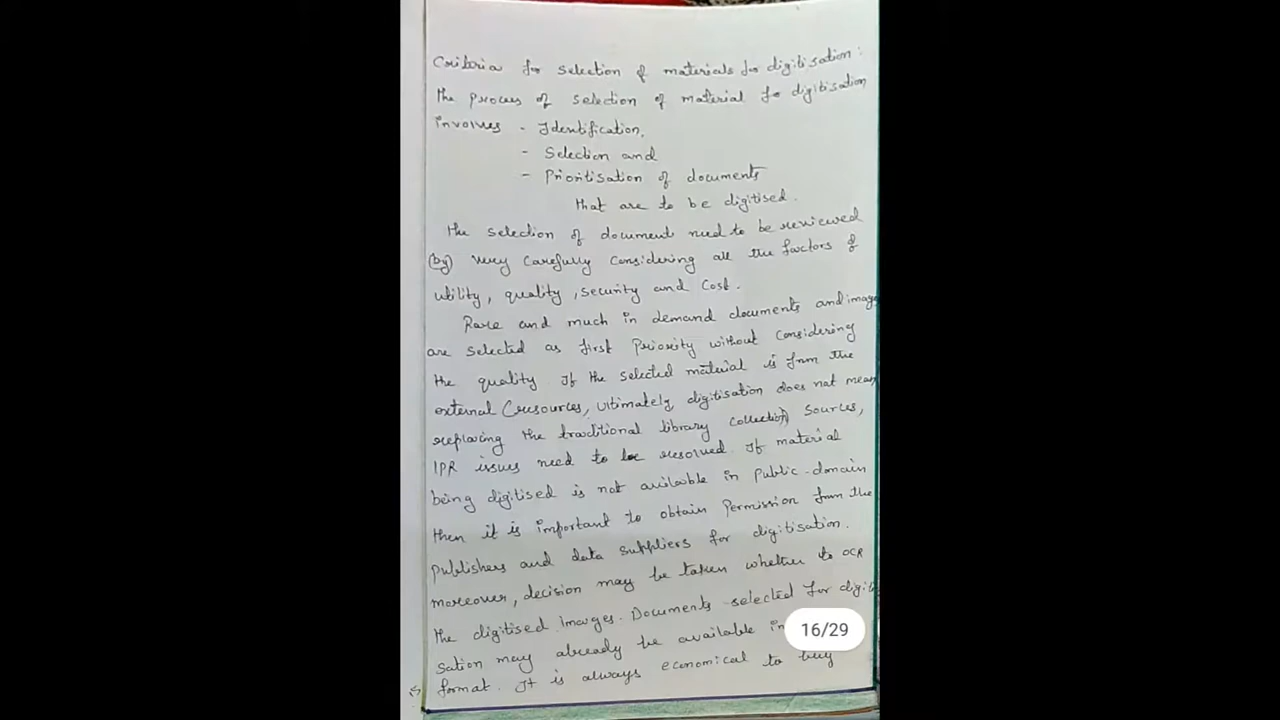 Criteria for selection of materials for digitisation:
the process of selection of material for digitisation
involves - Identification,
- Selection and
- Prioritisation of documents
that are to be digitised.
the selection of document need to be reviewed
(by) very carefully considering all the factors of
utility, quality, security and cost.
Rare and much in demand documents and image
are selected as first priority without considering
the quality. If the selected material is from the
external (resources, ultimately digitisation does not mean
replacing the traditional library collection) sources,
IPR issues need to be resolved. If material
being digitised is not available in public-domain
then it is important to obtain permission from the
publishers and data suppliers for digitisation.
moreover, decision may be taken whether to OCR
the digitised images. Documents selected for digiti
sation may already be available in
format. It is always economical to buy
16/29